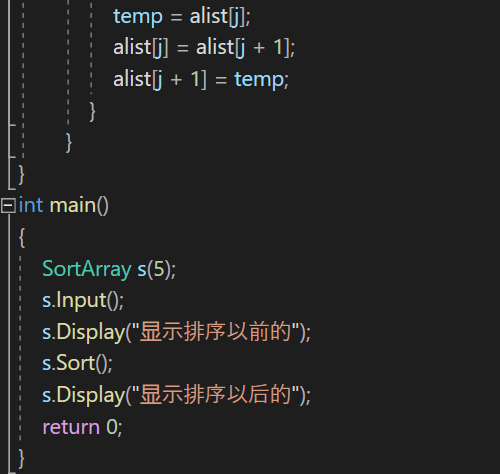 temp = alist[j];
alist[j] = alist[j + 1];
alist[j + 1] = temp;
}
}
}
int main()
{
SortArray s(5);
s.Input();
s.Display("显示排序以前的");
s.Sort();
s.Display("显示排序以后的");
return 0;
}